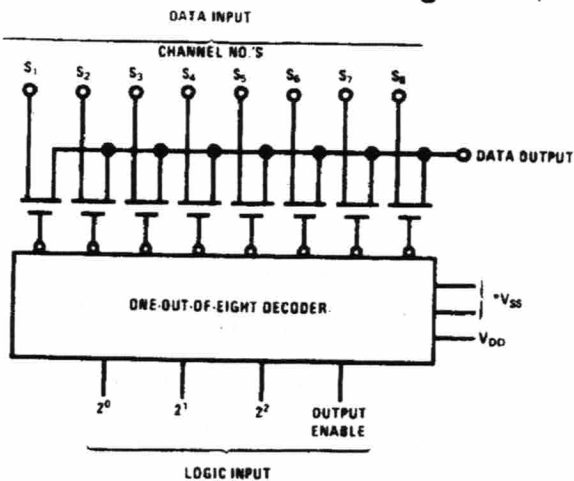 DATA INPUT
CHANNEL NO.'S
S₁ S₂ S₃ S₄ S₅ S₆ S₇ S₈
DATA OUTPUT
ONE-OUT-OF-EIGHT DECODER
*VSS
VDD
2⁰ 2¹ 2² OUTPUT ENABLE
LOGIC INPUT